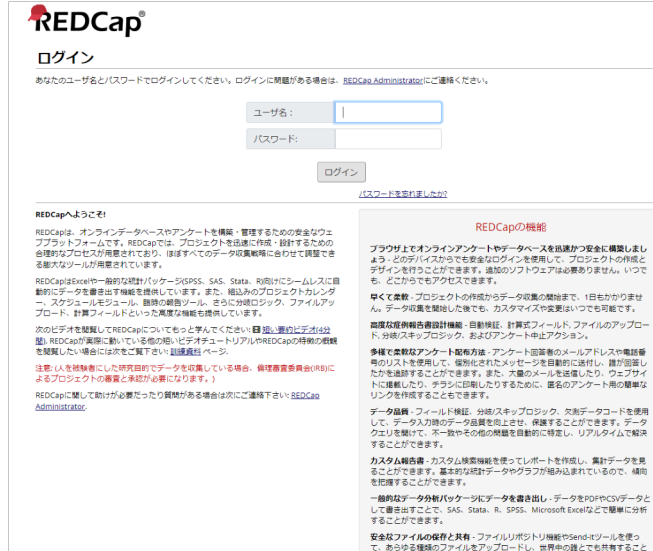 REDCap
ログイン
あなたのユーザ名とパスワードでログインしてください。ログインに問題がある場合は、REDCap Administratorにご連絡ください。
ユーザ名：
パスワード:
ログイン
パスワードを忘れましたか?
REDCapへようこそ!
REDCapは、オンラインデータベースやアンケートを構築・管理するための安全なウェ
ブプラットフォームです。REDCapでは、プロジェクトを迅速に作成・設計するための
合理的なプロセスが用意されており、ほぼすべてのデータ収集戦略に合わせて調整でき
る膨大なツールが用意されています。
REDCapはExcelや一般的な統計パッケージ(SPSS、SAS、Stata、R)向けにシームレスに自
動的にデータを書き出す機能を提供しています。また、組込みのプロジェクトカレンダ
ー、スケジュールモジュール、臨時の報告ツール、さらに分岐ロジック、ファイルアッ
プロード、計算フィールドといった高度な機能も提供しています。
次のビデオを閲覧してREDCapについてもっと学んでください: 短い要約ビデオ(4分
間). REDCapが実際に動いている他の短いビデオチュートリアルやREDCapの特徴の概観
を閲覧したい場合には次をご覧下さい: 訓練資料 ページ.
注意: (人を被験者にした研究目的でデータを収集している場合、倫理審査委員会(IRB)に
よるプロジェクトの審査と承認が必要になります。)
REDCapに関して助けが必要だったり質問がある場合は次にご連絡下さい: REDCap
Administrator.
REDCapの機能
ブラウザ上でオンラインアンケートやデータベースを迅速かつ安全に構築しまし
ょう - どのデバイスからでも安全なログインを使用して、プロジェクトの作成と
デザインを行うことができます。追加のソフトウェアは必要ありません。いつで
も、どこからでもアクセスできます。
早くて柔軟 - プロジェクトの作成からデータ収集の開始まで、1日もかかりませ
ん。データ収集を開始した後でも、カスタマイズや変更はいつでも可能です。
高度な症例報告書設計機能 - 自動検証、計算式フィールド, ファイルのアップロー
ド, 分岐/スキップロジック、およびアンケート中止アクション。
多様で柔軟なアンケート配布方法 - アンケート回答者のメールアドレスや電話番
号のリストを使用して、個別化されたメッセージを自動的に送付し、誰が回答し
たかを追跡することができます。また、大量のメールを送信したり、ウェブサイ
トに掲載したり、チラシに印刷したりするために、匿名のアンケート用の簡単な
リンクを作成することもできます。
データ品質 - フィールド検証、分岐/スキップロジック、欠測データコードを使用
して、データ入力時のデータ品質を向上させ、保護することができます。データ
クエリを開けて、不一致やその他の問題を自動的に特定し、リアルタイムで解決
することができます。
カスタム報告書 - カスタム検索機能を使ってレポートを作成し、集計データを見
ることができます。基本的な統計データやグラフが組み込まれているので、傾向
を把握することができます。
一般的なデータ分析パッケージにデータを書き出し - データをPDFやCSVデータと
して書き出すことで、SAS、Stata、R、SPSS、Microsoft Excelなどで簡単に分析
することができます。
安全なファイルの保存と共有 - ファイルリポジトリ機能やSend-Itツールを使っ
て、あらゆる種類のファイルをアップロードし、世界中の誰とでも共有すること